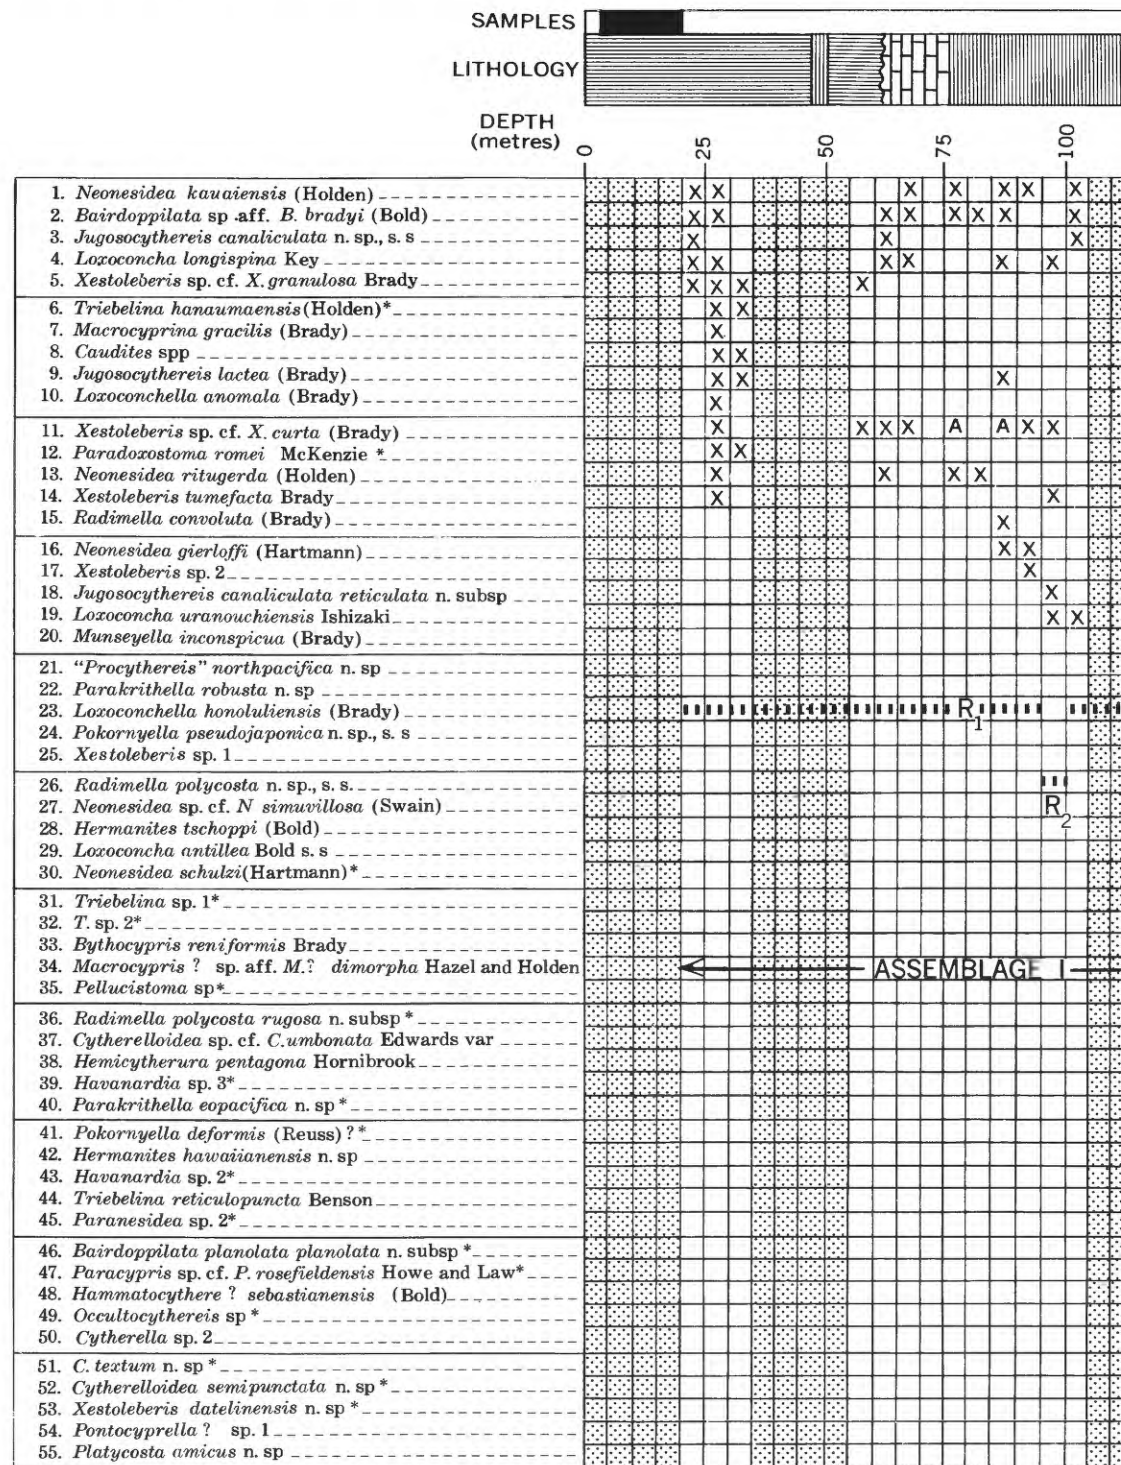 SAMPLES
LITHOLOGY
DEPTH
(metres)
0 25 50 75 100
1. Neonesidea kauaiensis (Holden) X X X X X X X
2. Bairdoppilata sp .aff. B. bradyi (Bold) X X X X X X X X
3. Jugosocythereis canaliculata n. sp., s. s X X X
4. Loxoconcha longispina Key X X X X X X
5. Xestoleberis sp. cf. X. granulosa Brady X X X X
6. Triebelina hanaumaensis (Holden)* X X
7. Macrocyprina gracilis (Brady) X
8. Caudites spp X X
9. Jugosocythereis lactea (Brady) X X X
10. Loxoconchella anomala (Brady) X
11. Xestoleberis sp. cf. X. curta (Brady) X X X X A A X X
12. Paradoxostoma romei McKenzie * X X
13. Neonesidea ritugerda (Holden) X X X X
14. Xestoleberis tumefacta Brady X X
15. Radimella convoluta (Brady) X
16. Neonesidea gierloffi (Hartmann) X X
17. Xestoleberis sp. 2 X
18. Jugosocythereis canaliculata reticulata n. subsp X
19. Loxoconcha uranouchiensis Ishizaki X X
20. Munseyella inconspicua (Brady)
21. "Procythereis" northpacifica n. sp
22. Parakrithella robusta n. sp
23. Loxoconchella honoluliensis (Brady) R1
24. Pokornyella pseudojaponica n. sp., s. s
25. Xestoleberis sp. 1
26. Radimella polycosta n. sp., s. s.
27. Neonesidea sp. cf. N simuvillosa (Swain) R2
28. Hermanites tschoppi (Bold)
29. Loxoconcha antillea Bold s. s
30. Neonesidea schulzi (Hartmann)*
31. Triebelina sp. 1*
32. T. sp. 2*
33. Bythocypris reniformis Brady
34. Macrocypris ? sp. aff. M.? dimorpha Hazel and Holden ASSEMBLAGE I
35. Pellucistoma sp*
36. Radimella polycosta rugosa n. subsp *
37. Cytherelloidea sp. cf. C. umbonata Edwards var
38. Hemicytherura pentagona Hornibrook
39. Havanardia sp. 3*
40. Parakrithella eopacifica n. sp *
41. Pokornyella deformis (Reuss) ? *
42. Hermanites hawaiianensis n. sp
43. Havanardia sp. 2*
44. Triebelina reticulopuncta Benson
45. Paranesidea sp. 2*
46. Bairdoppilata planolata planolata n. subsp *
47. Paracypris sp. cf. P. rosefieldensis Howe and Law*
48. Hammatocythere ? sebastianensis (Bold)
49. Occultocythereis sp *
50. Cytherella sp. 2
51. C. textum n. sp *
52. Cytherelloidea semipunctata n. sp *
53. Xestoleberis datelinensis n. sp *
54. Pontocyprella ? sp. 1
55. Platycosta amicus n. sp